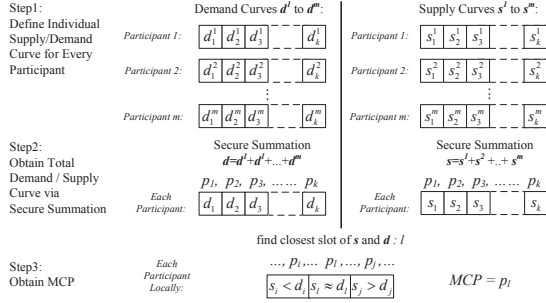 Step1:
Define Individual
Supply/Demand
Curve for Every
Participant
Demand Curves d¹ to dᵐ:
Participant 1: d₁¹ d₂¹ d₃¹ dₖ¹
Participant 2: d₁² d₂² d₃² dₖ²
⋮
Participant m: d₁ᵐ d₂ᵐ d₃ᵐ dₖᵐ
Supply Curves s¹ to sᵐ:
Participant 1: s₁¹ s₂¹ s₃¹ sₖ¹
Participant 2: s₁² s₂² s₃² sₖ²
⋮
Participant m: s₁ᵐ s₂ᵐ s₃ᵐ sₖᵐ
Step2:
Obtain Total
Demand / Supply
Curve via
Secure Summation
Secure Summation
d=d¹+d¹+...+dᵐ
p₁, p₂, p₃, ...... pₖ
Each
Participant:
d₁ d₂ d₃ dₖ
Secure Summation
s=s¹+s² +..+ sᵐ
p₁, p₂, p₃, ...... pₖ
Each
Participant:
s₁ s₂ s₃ sₖ
find closest slot of s and d : l
Step3:
Obtain MCP
Each
Participant
Locally:
..., pᵢ,... pₗ, ..., pⱼ, ...
sᵢ < dᵢ sₗ ≈ dₗ sⱼ > dⱼ
MCP = pₗ